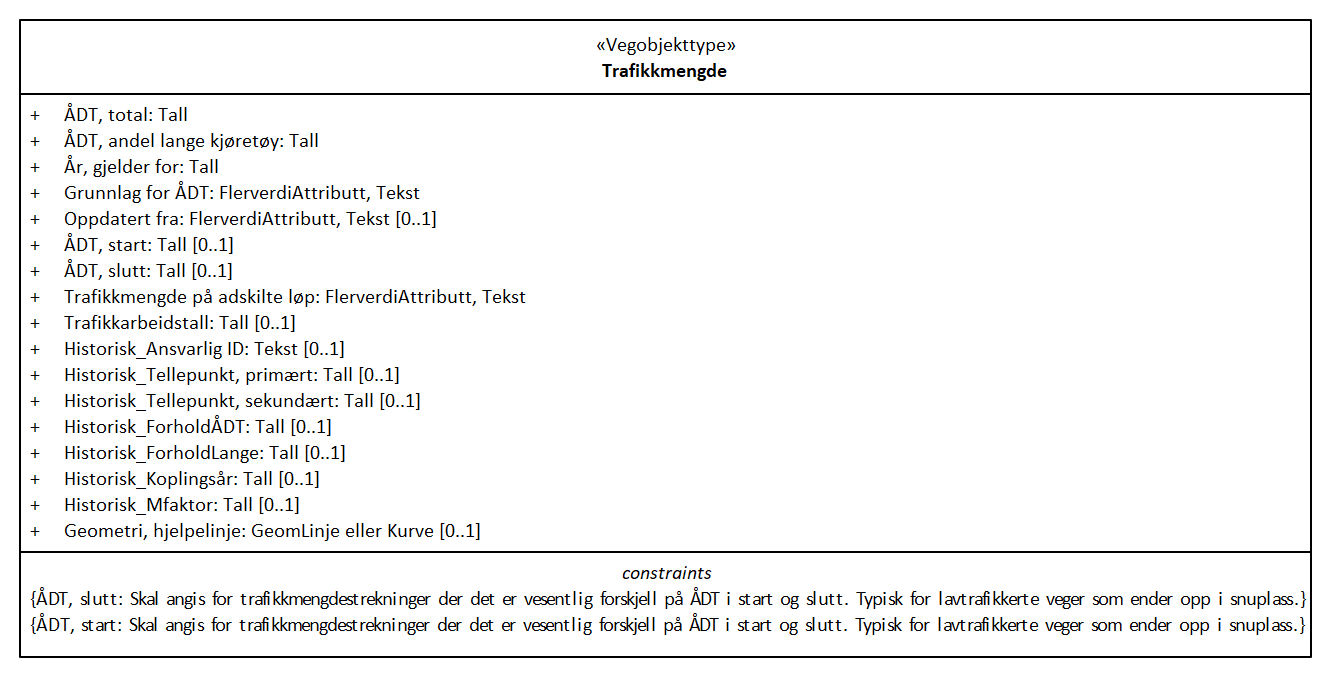 «Vegobjekttype»
Trafikkmengde
+ ÅDT, total: Tall
+ ÅDT, andel lange kjøretøy: Tall
+ År, gjelder for: Tall
+ Grunnlag for ÅDT: FlerverdiAttributt, Tekst
+ Oppdatert fra: FlerverdiAttributt, Tekst [0..1]
+ ÅDT, start: Tall [0..1]
+ ÅDT, slutt: Tall [0..1]
+ Trafikkmengde på adskilte løp: FlerverdiAttributt, Tekst
+ Trafikkarbeidstall: Tall [0..1]
+ Historisk_Ansvarlig ID: Tekst [0..1]
+ Historisk_Tellepunkt, primært: Tall [0..1]
+ Historisk_Tellepunkt, sekundært: Tall [0..1]
+ Historisk_ForholdÅDT: Tall [0..1]
+ Historisk_ForholdLange: Tall [0..1]
+ Historisk_Koplingsår: Tall [0..1]
+ Historisk_Mfaktor: Tall [0..1]
+ Geometri, hjelpelinje: GeomLinje eller Kurve [0..1]
constraints
{ÅDT, slutt: Skal angis for trafikkmengdestrekninger der det er vesentlig forskjell på ÅDT i start og slutt. Typisk for lavtrafikkerte veger som ender opp i snuplass.}
{ÅDT, start: Skal angis for trafikkmengdestrekninger der det er vesentlig forskjell på ÅDT i start og slutt. Typisk for lavtrafikkerte veger som ender opp i snuplass.}